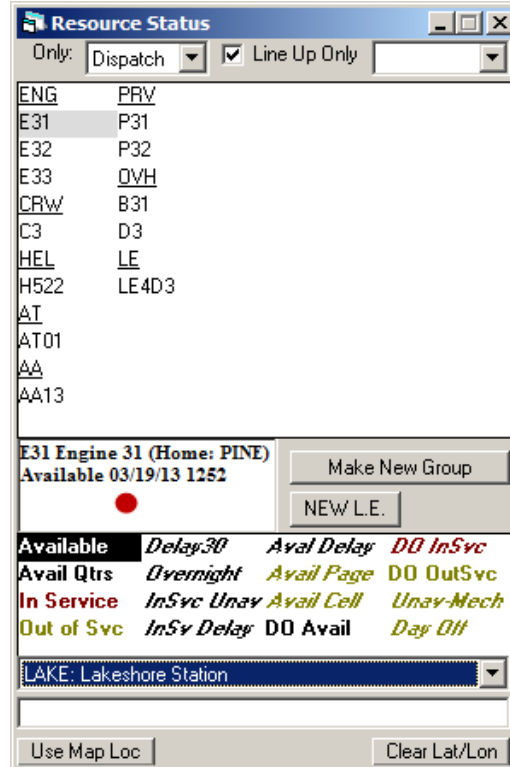 Resource Status
Only: Dispatch Line Up Only
ENG PRV
E31 P31
E32 P32
E33 OVH
CRW B31
C3 D3
HEL LE
H522 LE4D3
AT
AT01
AA
AA13
E31 Engine 31 (Home: PINE)
Available 03/19/13 1252
Make New Group
NEW L.E.
Available Delay30 Aval Delay DO InSvc
Avail Qtrs Overnight Avail Page DO OutSvc
In Service InSvc Unav Avail Cell Unav-Mech
Out of Svc InSv Delay DO Avail Day Off
LAKE: Lakeshore Station
Use Map Loc Clear Lat/Lon